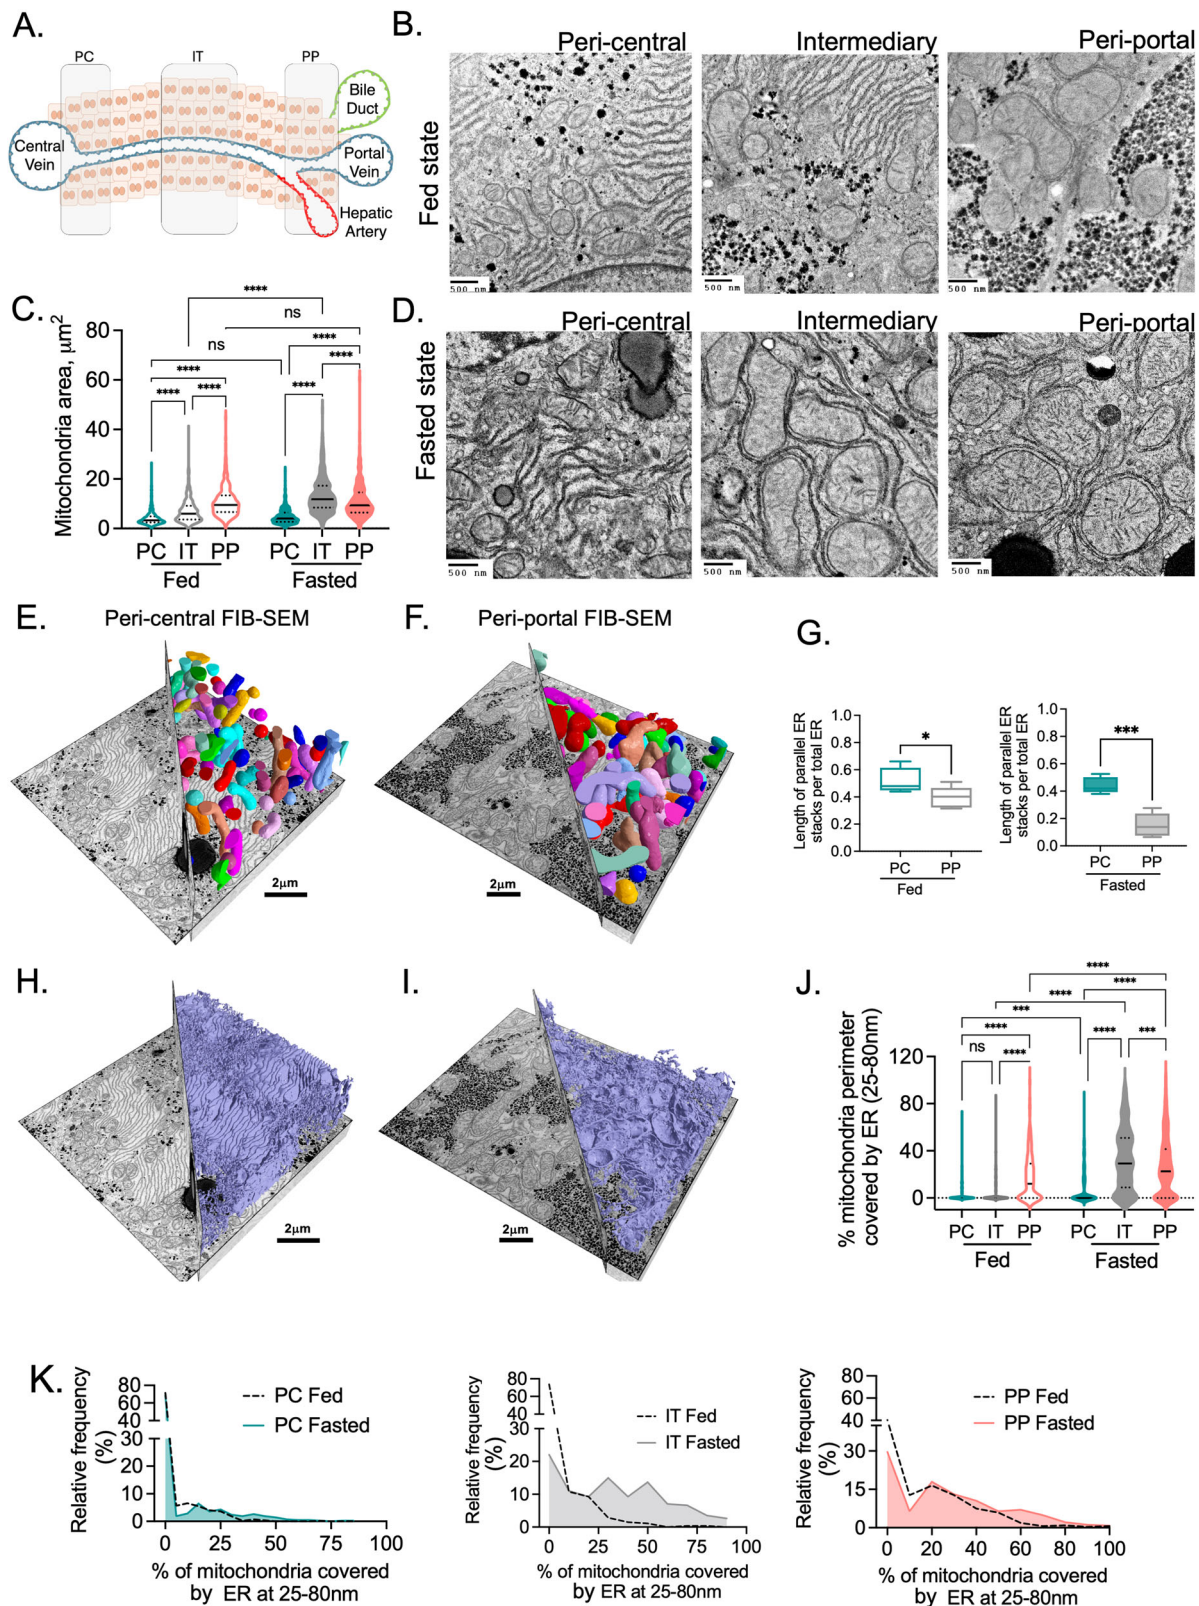 A.
PC
IT
PP
Bile
Duct
Central
Vein
Portal
Vein
Hepatic
Artery
B.
Peri-central
Intermediary
Peri-portal
Fed state
500 nm
500 nm
500 nm
C.
****
ns
ns
****
****
****
****
****
****
****
Mitochondria area, µm2
80
60
40
20
0
PC IT PP
PC IT PP
Fed
Fasted
D.
Peri-central
Intermediary
Peri-portal
Fasted state
500 nm
500 nm
500 nm
E.
Peri-central FIB-SEM
2µm
F.
Peri-portal FIB-SEM
2µm
G.
Length of parallel ER
stacks per total ER
1.0
0.8
0.6
0.4
0.2
0.0
*
PC PP
Fed
Length of parallel ER
stacks per total ER
1.0
0.8
0.6
0.4
0.2
0.0
***
PC PP
Fasted
H.
2µm
I.
2µm
J.
****
****
****
***
****
****
***
ns
****
% mitochondria perimeter
covered by ER (25-80nm)
120
80
40
0
PC IT PP
PC IT PP
Fed
Fasted
K.
Relative frequency
(%)
80
60
40
30
20
10
0
PC Fed
PC Fasted
0 25 50 75 100
% of mitochondria covered
by ER at 25-80nm
Relative frequency
(%)
80
60
40
30
20
10
0
IT Fed
IT Fasted
0 25 50 75 100
% of mitochondria covered
by ER at 25-80nm
Relative frequency
(%)
80
60
40
30
15
0
PP Fed
PP Fasted
0 20 40 60 80 100
% of mitochondria covered
by ER at 25-80nm